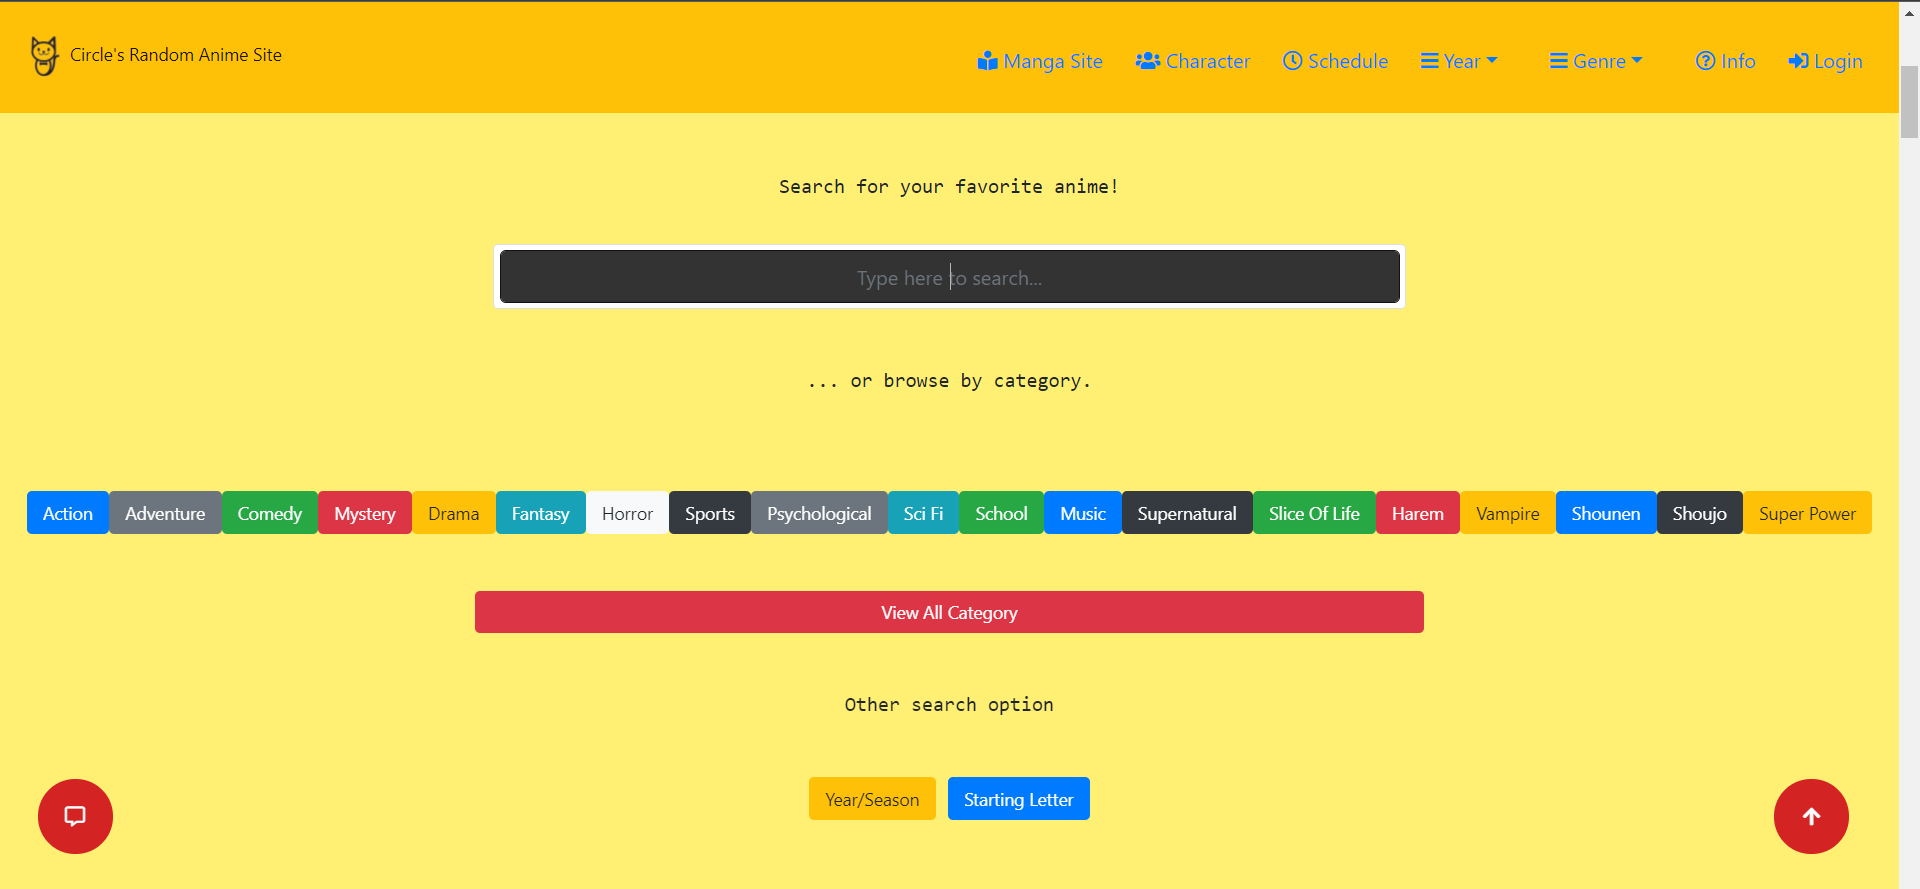 Circle's Random Anime Site
Manga Site Character Schedule Year Genre Info Login
Search for your favorite anime!
Type here to search...
... or browse by category.
Action Adventure Comedy Mystery Drama Fantasy Horror Sports Psychological Sci Fi School Music Supernatural Slice Of Life Harem Vampire Shounen Shoujo Super Power
View All Category
Other search option
Year/Season Starting Letter